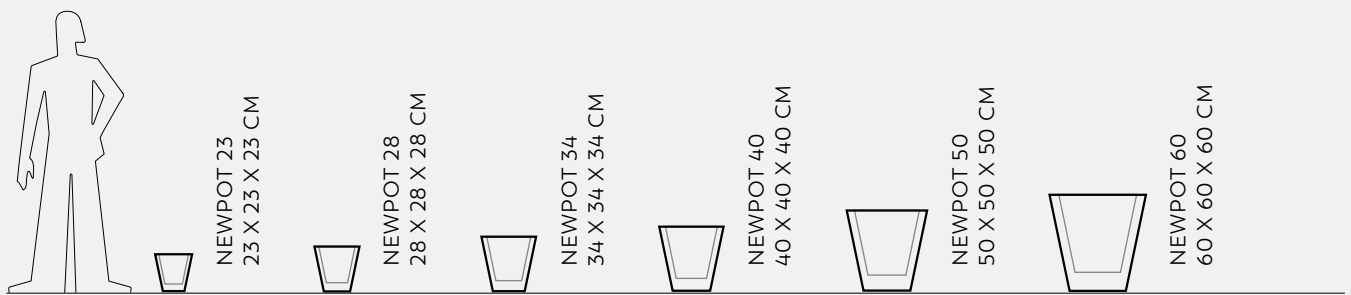 NEWPOT 23
23 X 23 X 23 CM
NEWPOT 28
28 X 28 X 28 CM
NEWPOT 34
34 X 34 X 34 CM
NEWPOT 40
40 X 40 X 40 CM
NEWPOT 50
50 X 50 X 50 CM
NEWPOT 60
60 X 60 X 60 CM